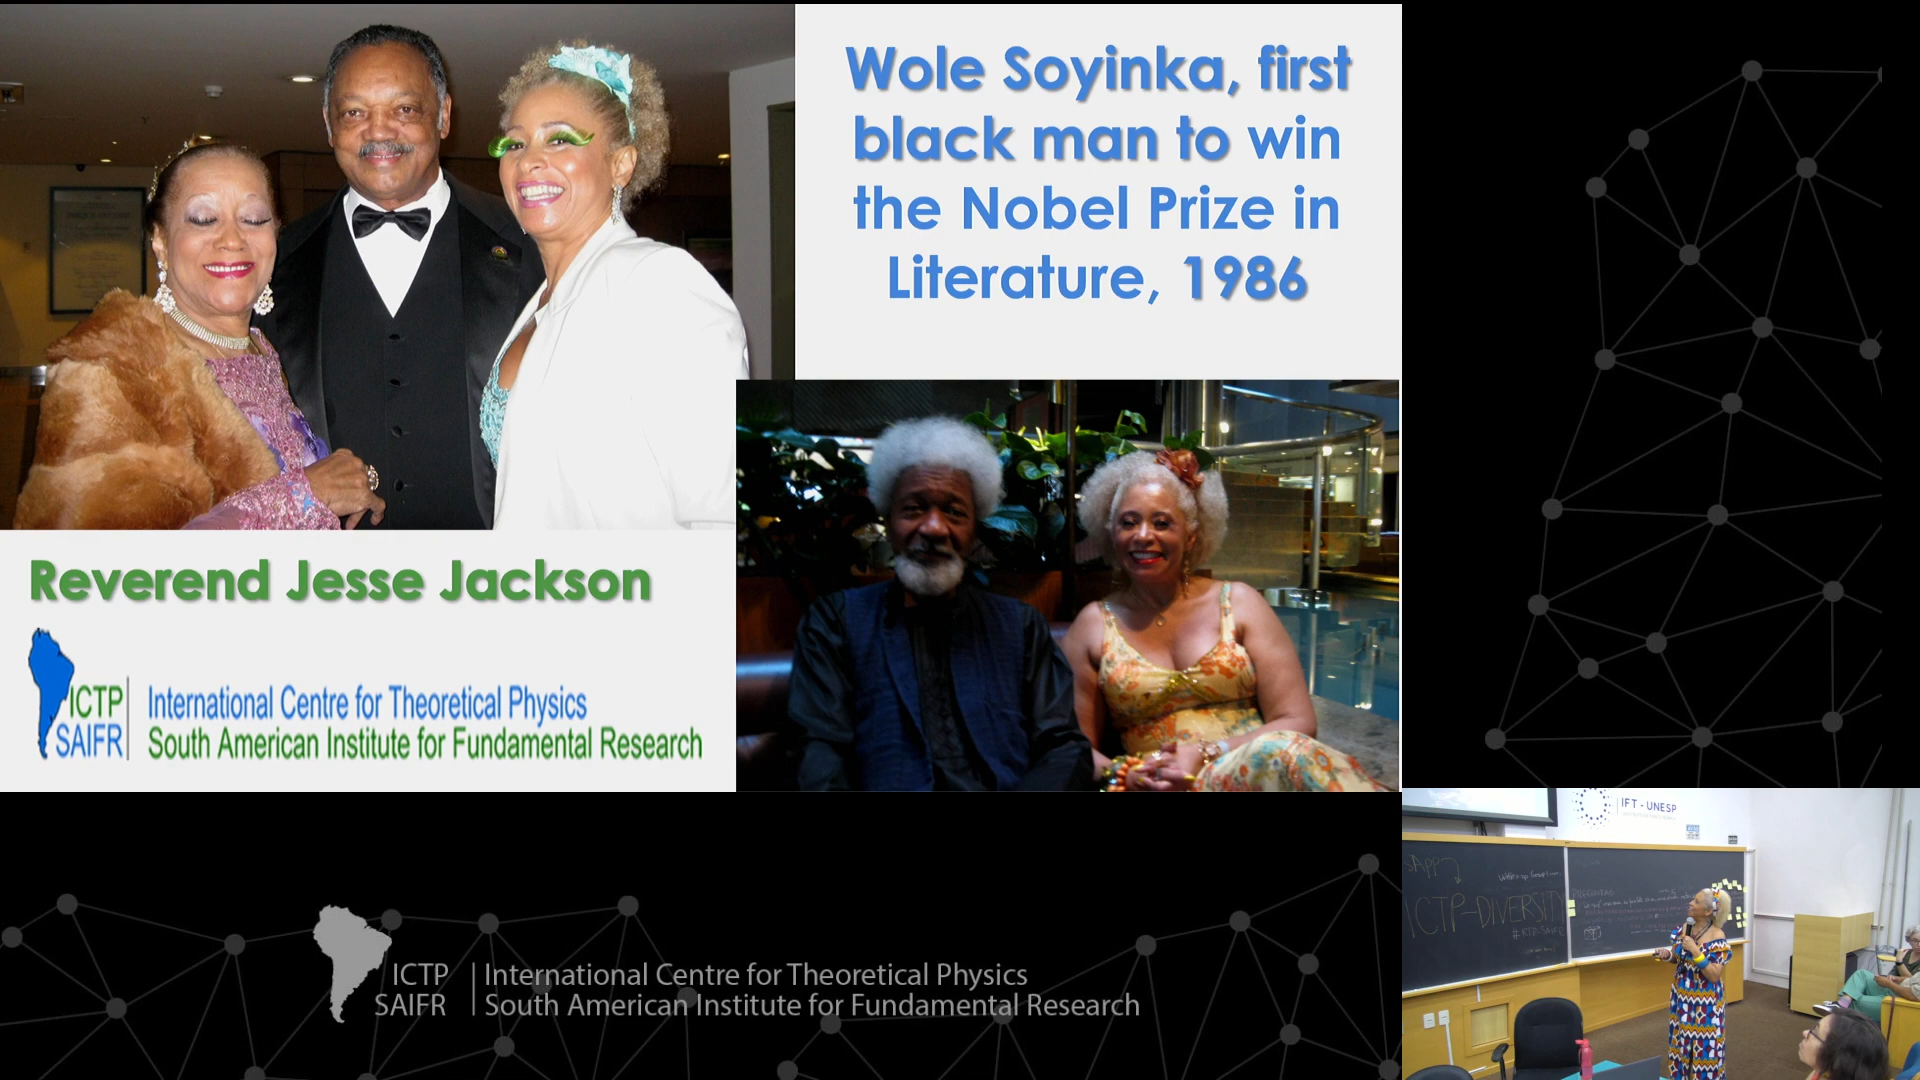 Wole Soyinka, first
black man to win
the Nobel Prize in
Literature, 1986
Reverend Jesse Jackson
ICTP
SAIFR
International Centre for Theoretical Physics
South American Institute for Fundamental Research
IFT - UNESP
ICTP-DIVERSIT
ICTP
SAIFR
International Centre for Theoretical Physics
South American Institute for Fundamental Research